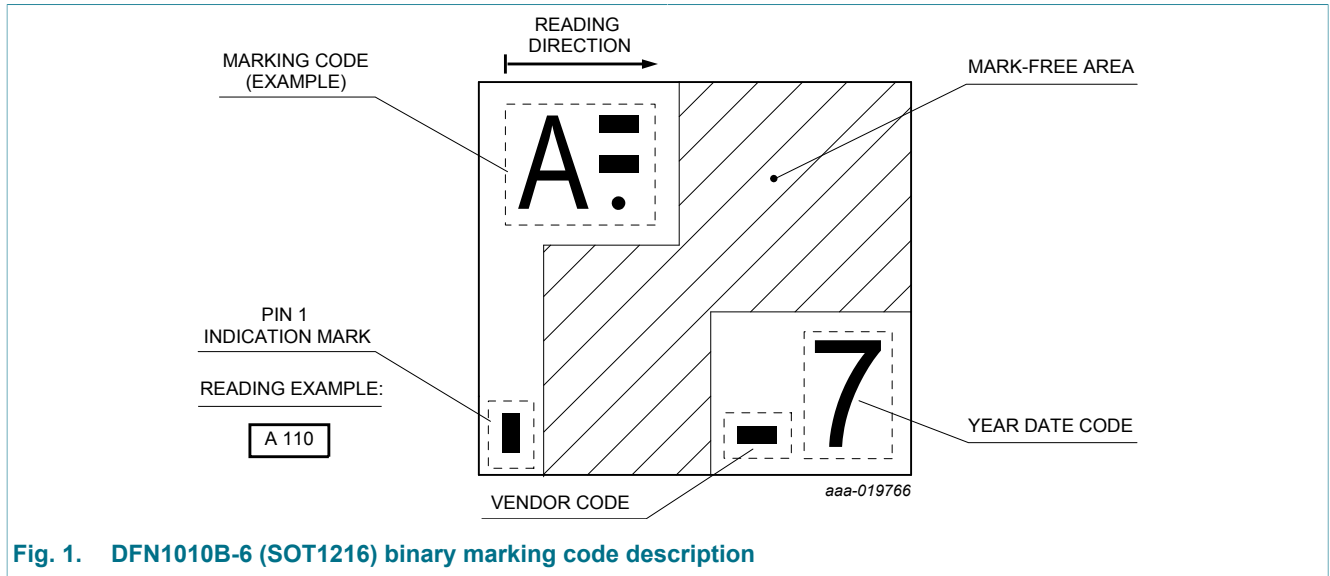 READING
DIRECTION
MARKING CODE
(EXAMPLE)
MARK-FREE AREA
A
PIN 1
INDICATION MARK
READING EXAMPLE:
A 110
7
YEAR DATE CODE
VENDOR CODE
aaa-019766
Fig. 1. DFN1010B-6 (SOT1216) binary marking code description